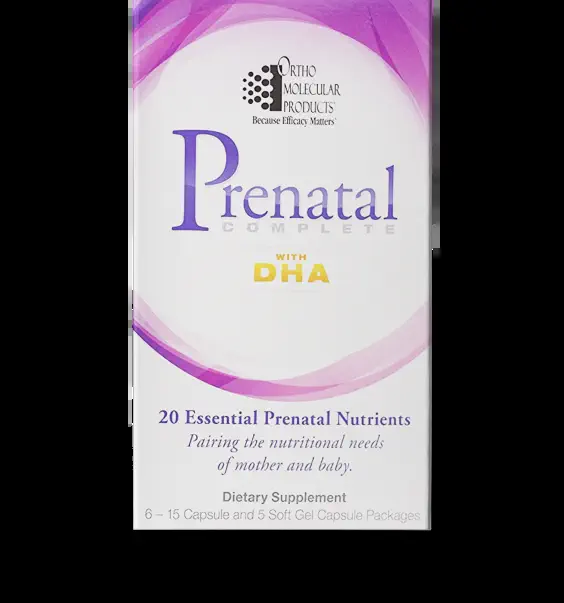 ORTHO
MOLECULAR
PRODUCTS
Because Efficacy Matters
Prenatal
COMPLETE
WITH
DHA
20 Essential Prenatal Nutrients
Pairing the nutritional needs
of mother and baby.
Dietary Supplement
6 – 15 Capsule and 5 Soft Gel Capsule Packages